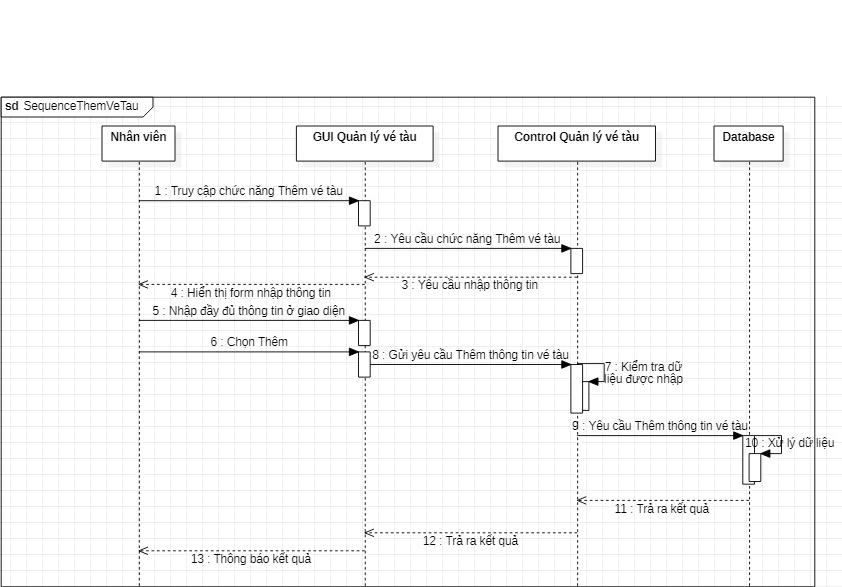 sd SequenceThemVeTau
Nhân viên
GUI Quản lý vé tàu
Control Quản lý vé tàu
Database
1 : Truy cập chức năng Thêm vé tàu
2 : Yêu cầu chức năng Thêm vé tàu
3 : Yêu cầu nhập thông tin
4 : Hiển thị form nhập thông tin
5 : Nhập đầy đủ thông tin ở giao diện
6 : Chọn Thêm
8 : Gửi yêu cầu Thêm thông tin vé tàu
7 : Kiểm tra dữ
liệu được nhập
9 : Yêu cầu Thêm thông tin vé tàu
10 : Xử lý dữ liệu
11 : Trả ra kết quả
12 : Trả ra kết quả
13 : Thông báo kết quả